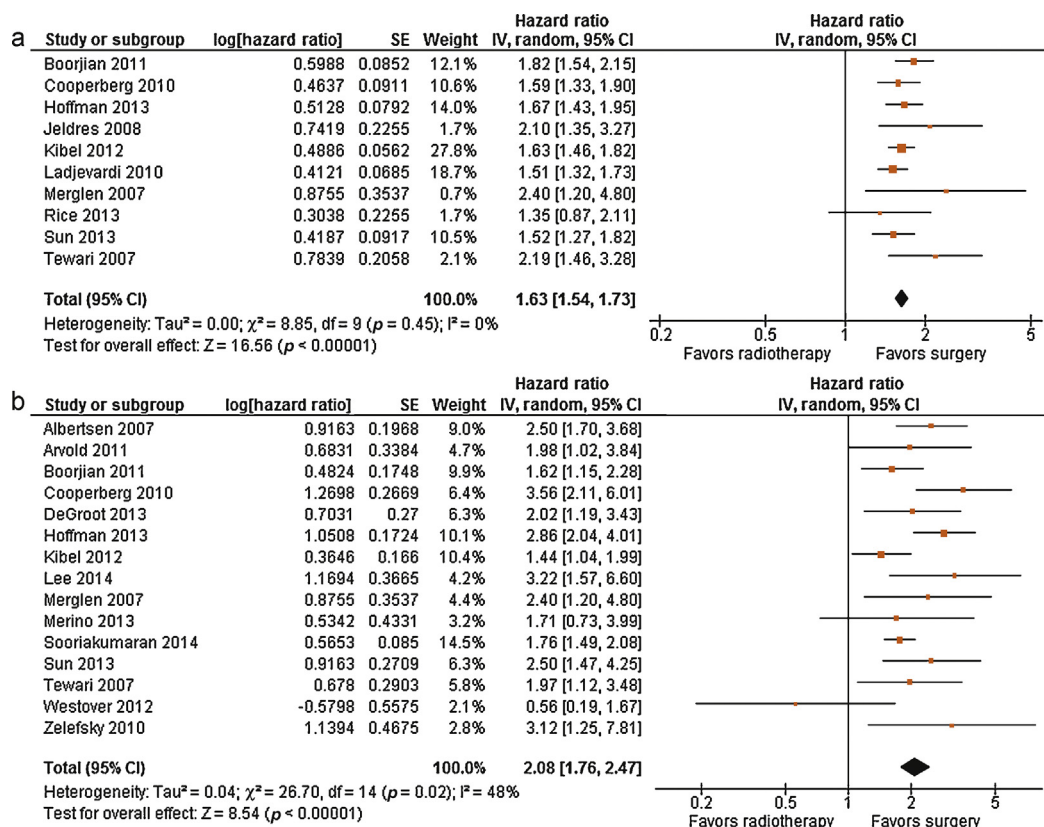 a
Hazard ratio Hazard ratio
Study or subgroup log[hazard ratio] SE Weight IV, random, 95% CI IV, random, 95% CI
Boorjian 2011 0.5988 0.0852 12.1% 1.82 [1.54, 2.15]
Cooperberg 2010 0.4637 0.0911 10.6% 1.59 [1.33, 1.90]
Hoffman 2013 0.5128 0.0792 14.0% 1.67 [1.43, 1.95]
Jeldres 2008 0.7419 0.2255 1.7% 2.10 [1.35, 3.27]
Kibel 2012 0.4886 0.0562 27.8% 1.63 [1.46, 1.82]
Ladjevardi 2010 0.4121 0.0685 18.7% 1.51 [1.32, 1.73]
Merglen 2007 0.8755 0.3537 0.7% 2.40 [1.20, 4.80]
Rice 2013 0.3038 0.2255 1.7% 1.35 [0.87, 2.11]
Sun 2013 0.4187 0.0917 10.5% 1.52 [1.27, 1.82]
Tewari 2007 0.7839 0.2058 2.1% 2.19 [1.46, 3.28]
Total (95% CI) 100.0% 1.63 [1.54, 1.73]
Heterogeneity: Tau² = 0.00; χ² = 8.85, df = 9 (p = 0.45); I² = 0%
Test for overall effect: Z = 16.56 (p < 0.00001)
0.2 0.5 1 2 5
Favors radiotherapy Favors surgery
b
Hazard ratio Hazard ratio
Study or subgroup log[hazard ratio] SE Weight IV, random, 95% CI IV, random, 95% CI
Albertsen 2007 0.9163 0.1968 9.0% 2.50 [1.70, 3.68]
Arvold 2011 0.6831 0.3384 4.7% 1.98 [1.02, 3.84]
Boorjian 2011 0.4824 0.1748 9.9% 1.62 [1.15, 2.28]
Cooperberg 2010 1.2698 0.2669 6.4% 3.56 [2.11, 6.01]
DeGroot 2013 0.7031 0.27 6.3% 2.02 [1.19, 3.43]
Hoffman 2013 1.0508 0.1724 10.1% 2.86 [2.04, 4.01]
Kibel 2012 0.3646 0.166 10.4% 1.44 [1.04, 1.99]
Lee 2014 1.1694 0.3665 4.2% 3.22 [1.57, 6.60]
Merglen 2007 0.8755 0.3537 4.4% 2.40 [1.20, 4.80]
Merino 2013 0.5342 0.4331 3.2% 1.71 [0.73, 3.99]
Sooriakumaran 2014 0.5653 0.085 14.5% 1.76 [1.49, 2.08]
Sun 2013 0.9163 0.2709 6.3% 2.50 [1.47, 4.25]
Tewari 2007 0.678 0.2903 5.8% 1.97 [1.12, 3.48]
Westover 2012 -0.5798 0.5575 2.1% 0.56 [0.19, 1.67]
Zelefsky 2010 1.1394 0.4675 2.8% 3.12 [1.25, 7.81]
Total (95% CI) 100.0% 2.08 [1.76, 2.47]
Heterogeneity: Tau² = 0.04; χ² = 26.70, df = 14 (p = 0.02); I² = 48%
Test for overall effect: Z = 8.54 (p < 0.00001)
0.2 0.5 1 2 5
Favors radiotherapy Favors surgery